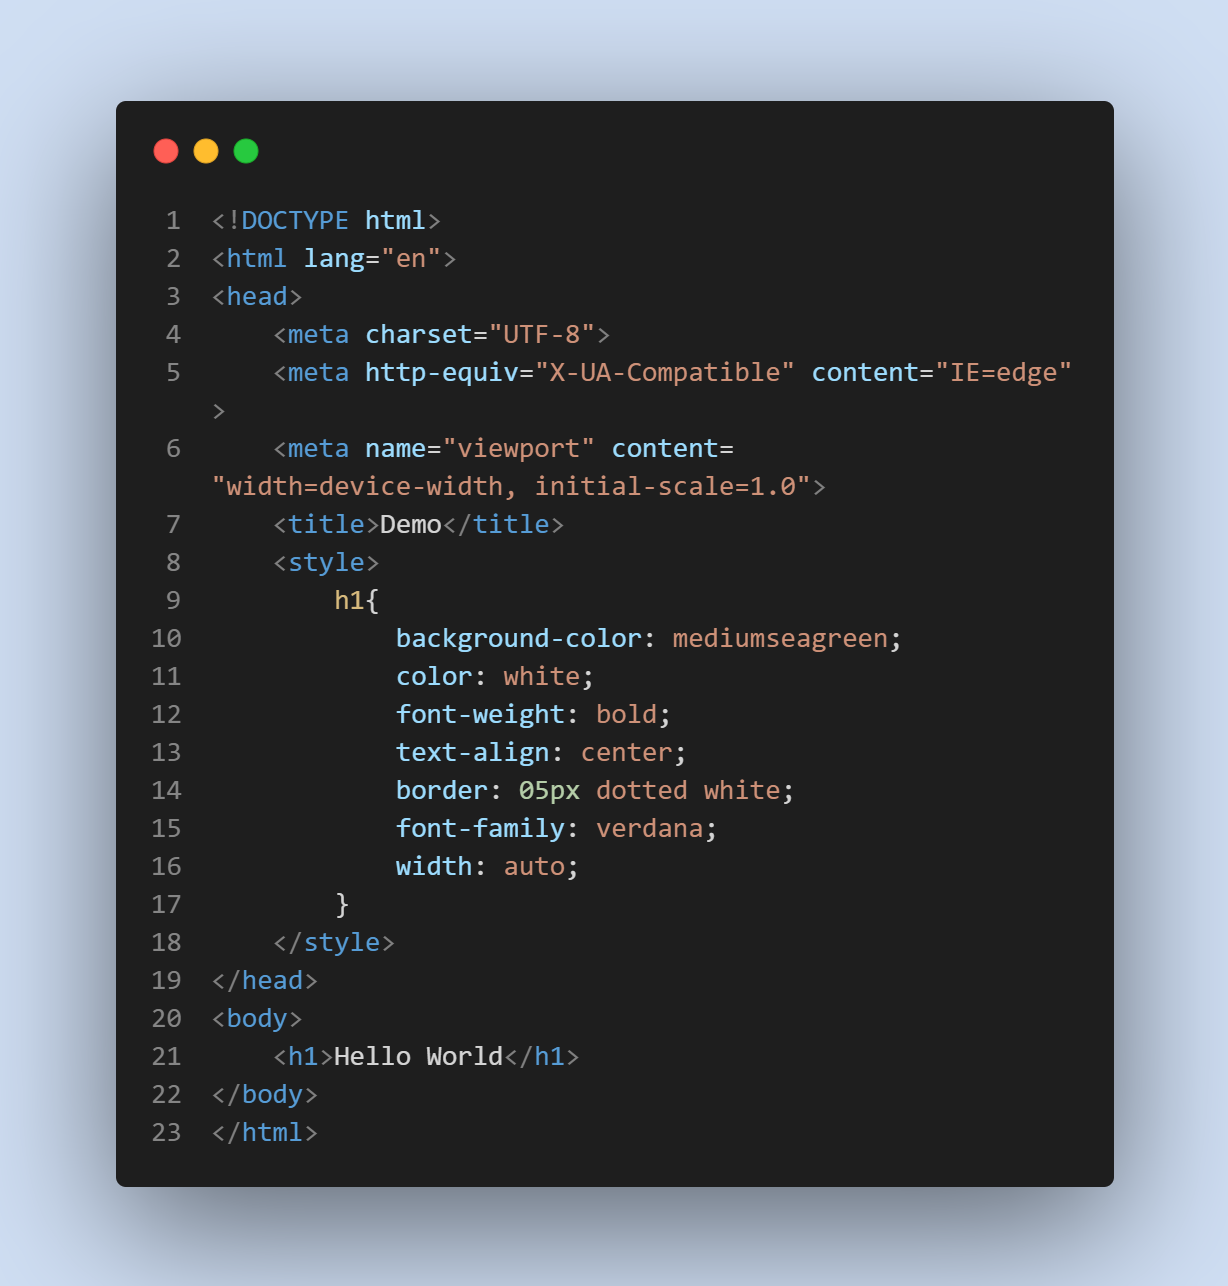 1 <!DOCTYPE html>
2 <html lang="en">
3 <head>
4     <meta charset="UTF-8">
5     <meta http-equiv="X-UA-Compatible" content="IE=edge"
>
6     <meta name="viewport" content=
"width=device-width, initial-scale=1.0">
7     <title>Demo</title>
8     <style>
9         h1{
10             background-color: mediumseagreen;
11             color: white;
12             font-weight: bold;
13             text-align: center;
14             border: 05px dotted white;
15             font-family: verdana;
16             width: auto;
17         }
18     </style>
19 </head>
20 <body>
21     <h1>Hello World</h1>
22 </body>
23 </html>